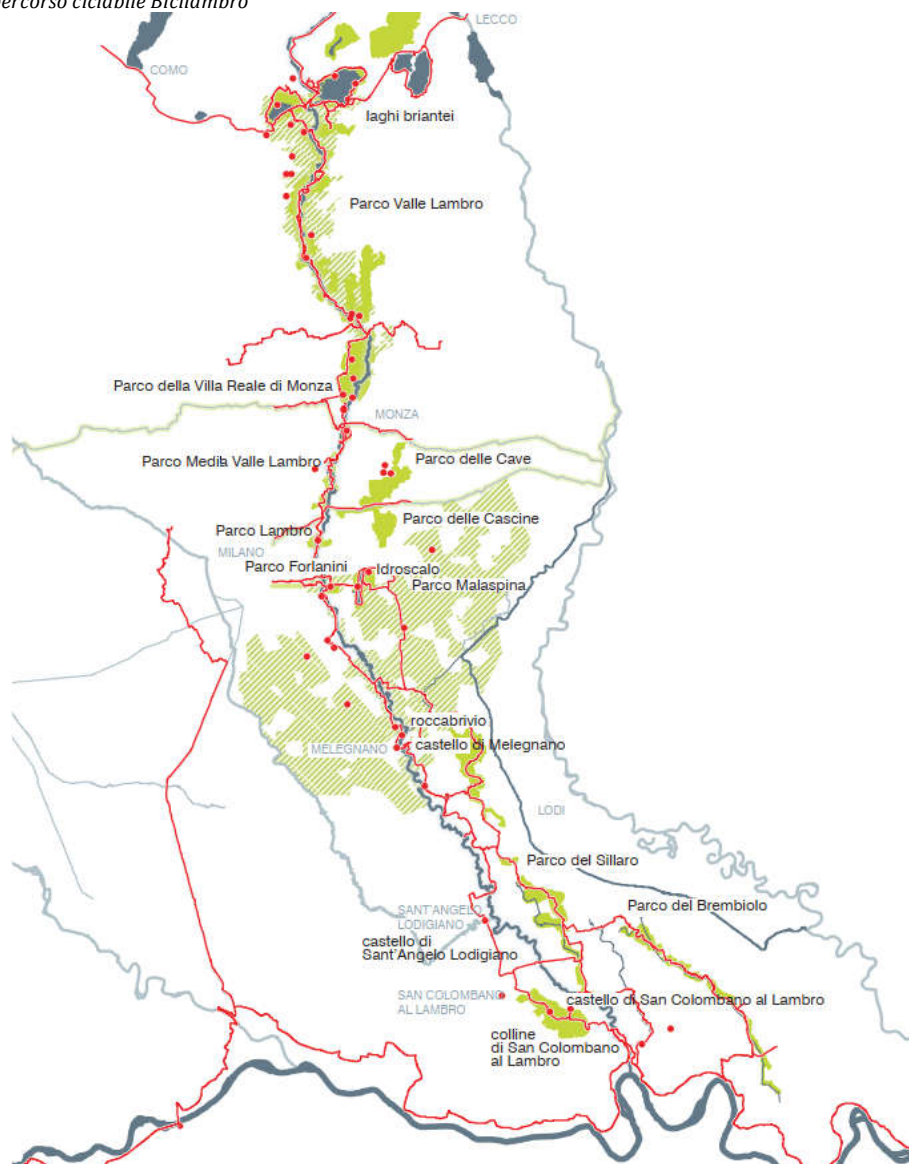 percorso ciclabile Bicilambro
LECCO
COMO
laghi briantei
Parco Valle Lambro
Parco della Villa Reale di Monza
MONZA
Parco Media Valle Lambro
Parco delle Cave
Parco delle Cascine
Parco Lambro
MILANO
Parco Forlanini
Idroscalo
Parco Malaspina
roccabrivio
MELEGNANO
castello di Melegnano
LODI
Parco del Sillaro
Parco del Brembiolo
SANT'ANGELO
LODIGIANO
castello di
Sant'Angelo Lodigiano
SAN COLOMBANO
AL LAMBRO
castello di San Colombano al Lambro
colline
di San Colombano
al Lambro